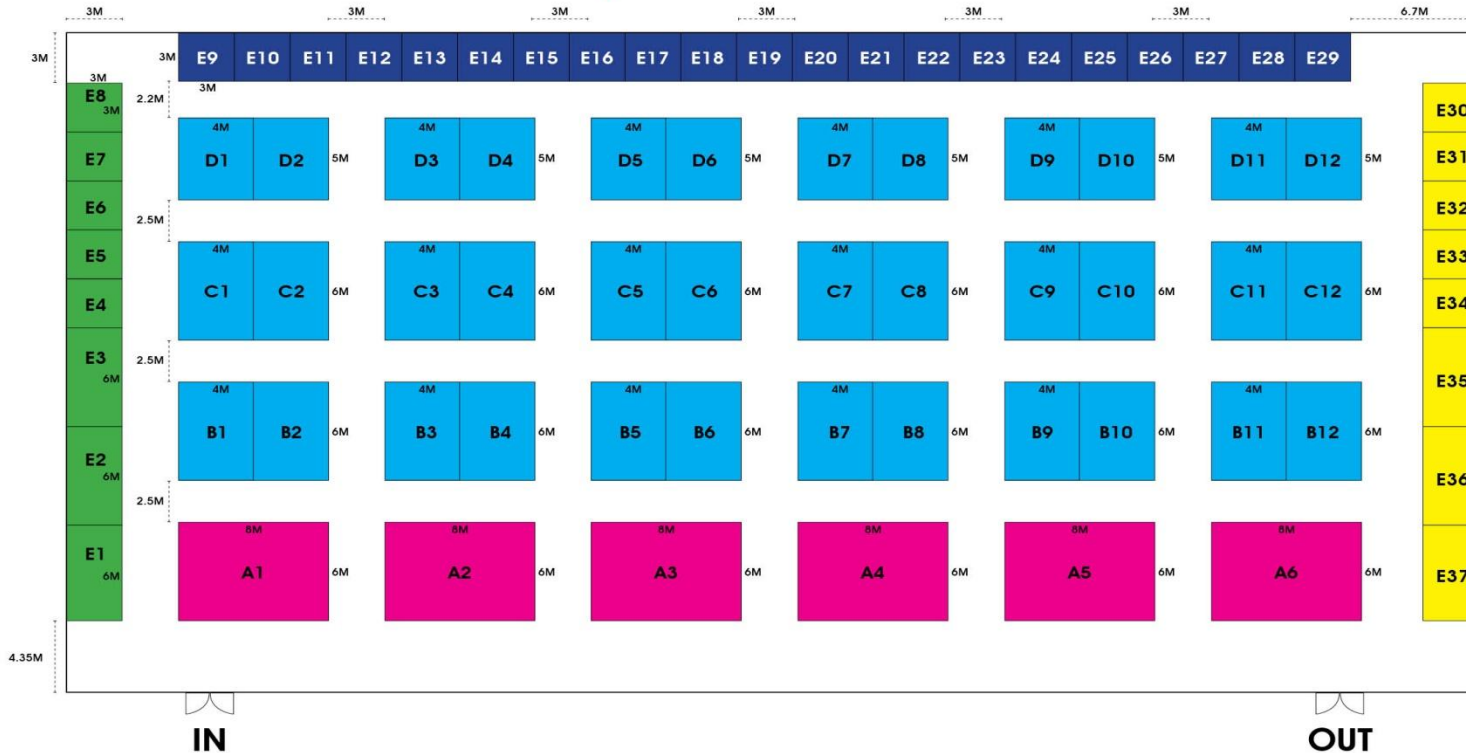 3M 3M 3M 3M 3M 3M 6.7M
3M 3M E9 E10 E11 E12 E13 E14 E15 E16 E17 E18 E19 E20 E21 E22 E23 E24 E25 E26 E27 E28 E29
3M 3M
E8 3M 2.2M E30
4M 4M 4M 4M 4M 4M
E7 D1 D2 5M D3 D4 5M D5 D6 5M D7 D8 5M D9 D10 5M D11 D12 5M E31
E6 2.5M E32
4M 4M 4M 4M 4M 4M
E5 E33
E4 C1 C2 6M C3 C4 6M C5 C6 6M C7 C8 6M C9 C10 6M C11 C12 6M E34
E3 2.5M
6M E35
4M 4M 4M 4M 4M 4M
B1 B2 6M B3 B4 6M B5 B6 6M B7 B8 6M B9 B10 6M B11 B12 6M
E2 6M E36
2.5M
8M 8M 8M 8M 8M 8M
E1 6M A1 6M A2 6M A3 6M A4 6M A5 6M A6 6M E37
4.35M
IN OUT